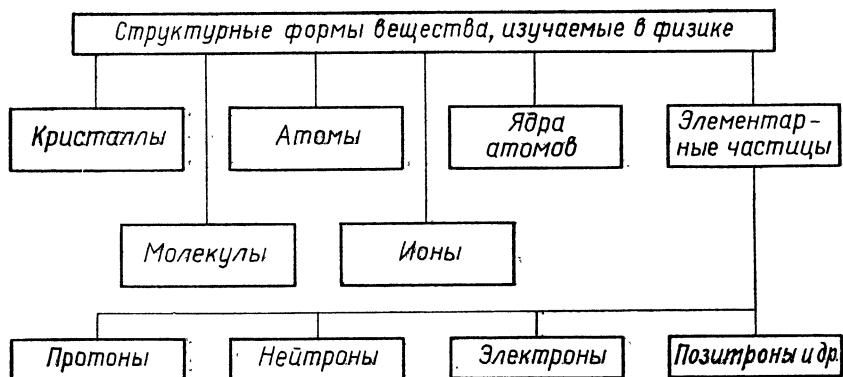 Структурные формы вещества, изучаемые в физике
Кристаллы
Атомы
Ядра
атомов
Элементар-
ные частицы
Молекулы
Ионы
Протоны
Нейтроны
Электроны
Позитроны и др.